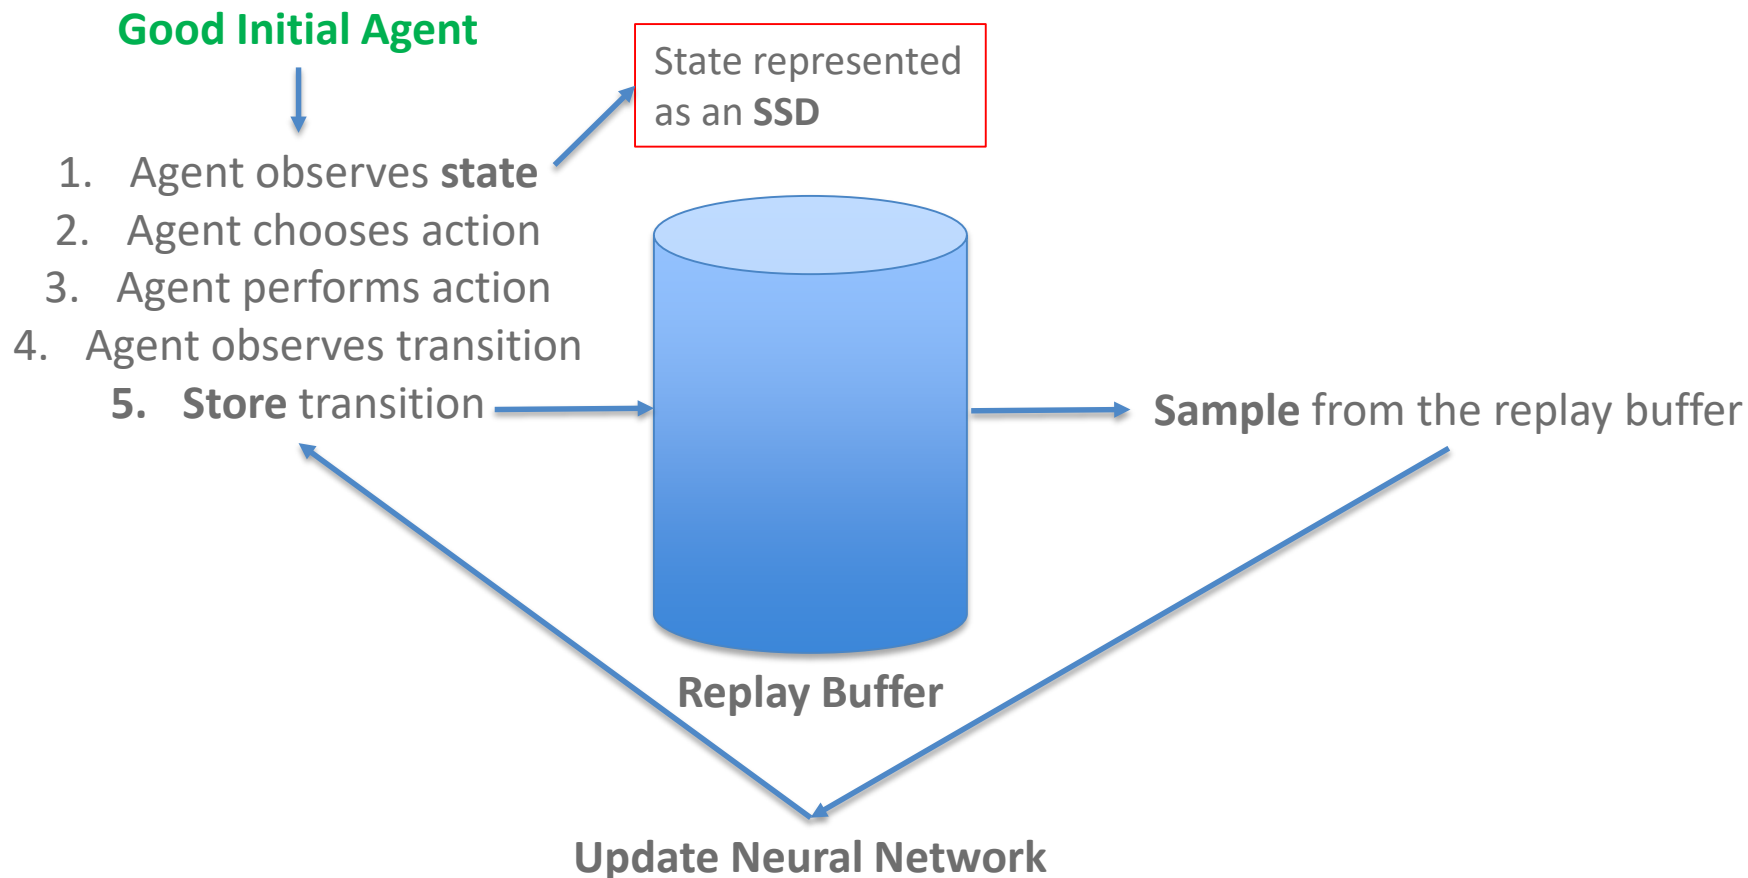 Good Initial Agent
State represented
as an SSD
1. Agent observes state
2. Agent chooses action
3. Agent performs action
4. Agent observes transition
5. Store transition
Sample from the replay buffer
Replay Buffer
Update Neural Network